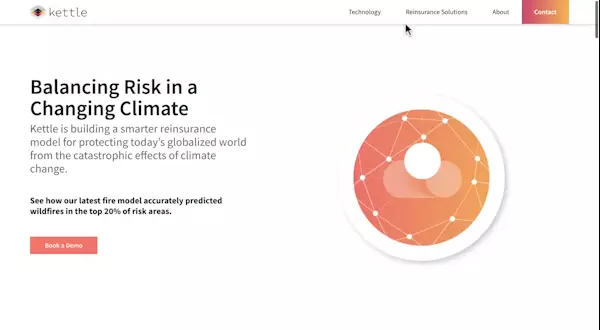 kettle
Technology
Reinsurance Solutions
About
Contact
Balancing Risk in a
Changing Climate
Kettle is building a smarter reinsurance
model for protecting today's globalized world
from the catastrophic effects of climate
change.
See how our latest fire model accurately predicted
wildfires in the top 20% of risk areas.
Book a Demo